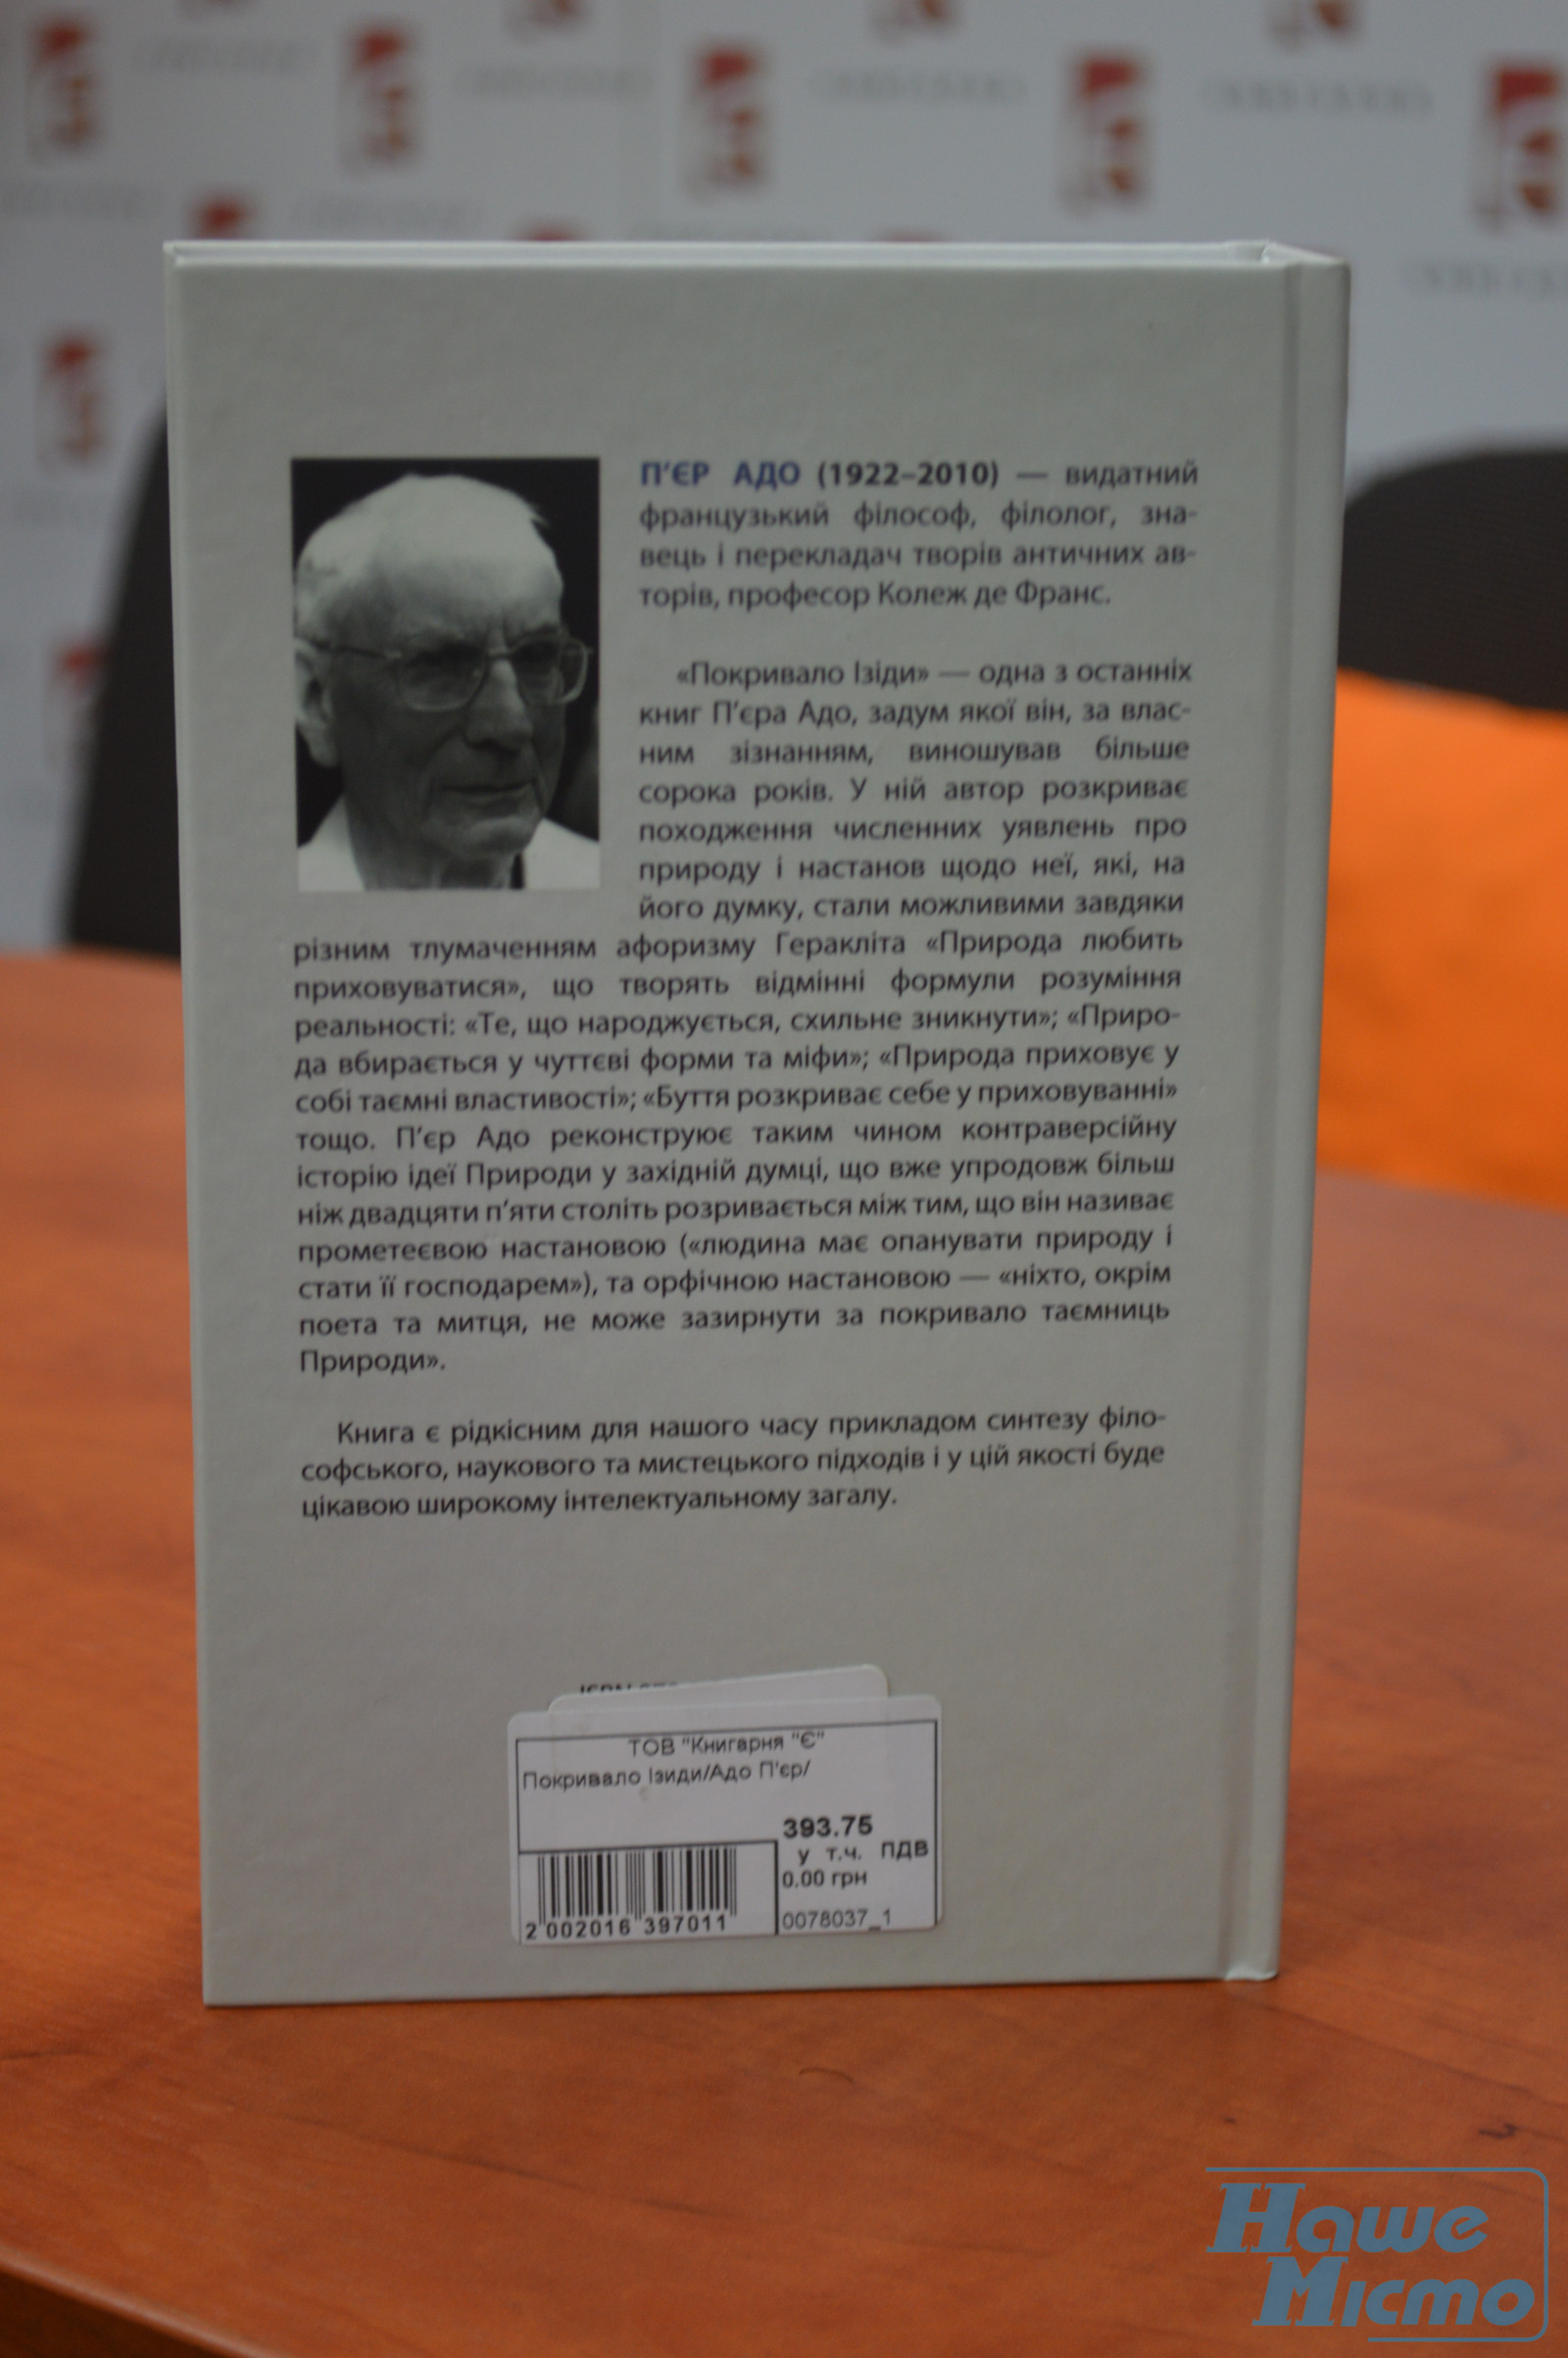 П’ЄР АДО (1922–2010) — видатний
французький філософ, філолог, зна-
вець і перекладач творів античних ав-
торів, професор Колеж де Франс.
«Покривало Ізіди» — одна з останніх
книг П’єра Адо, задум якої він, за влас-
ним зізнанням, виношував більше
сорока років. У ній автор розкриває
походження численних уявлень про
природу і настанов щодо неї, які, на
його думку, стали можливими завдяки
різним тлумаченням афоризму Геракліта «Природа любить
приховуватися», що творять відмінні формули розуміння
реальності: «Те, що народжується, схильне зникнути»; «Приро-
да вбирається у чуттєві форми та міфи»; «Природа приховує у
собі таємні властивості»; «Буття розкриває себе у приховуванні»
тощо. П’єр Адо реконструює таким чином контраверсійну
історію ідеї Природи у західній думці, що вже упродовж більш
ніж двадцяти п’яти століть розривається між тим, що він називає
прометеєвою настановою («людина має опанувати природу і
стати її господарем»), та орфічною настановою — «ніхто, окрім
поета та митця, не може зазирнути за покривало таємниць
Природи».
Книга є рідкісним для нашого часу прикладом синтезу філо-
софського, наукового та мистецького підходів і у цій якості буде
цікавою широкому інтелектуальному загалу.
ТОВ "Книгарня "Є"
Покривало Ізиди/Адо П'єр/
393.75
у т.ч. ПДВ
0.00 грн
2 002016 397011
0078037_1
Наше
Місто